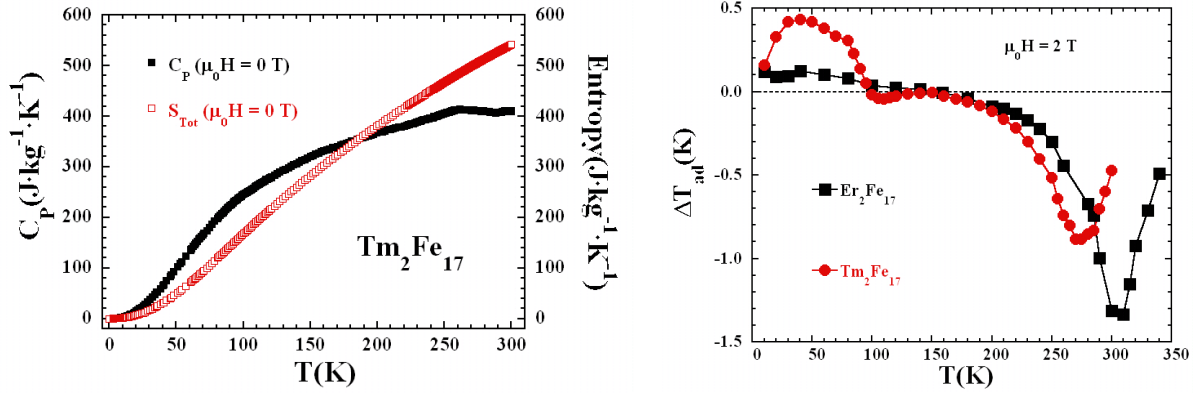 600
500
400
300
200
100
0
C_P (J·kg⁻¹·K⁻¹)
C_P (μ₀H = 0 T)
S_Tot (μ₀H = 0 T)
Tm₂Fe₁₇
600
500
400
300
200
100
0
Entropy(J·kg⁻¹·K⁻¹)
0 50 100 150 200 250 300
T(K)
0.5
0.0
-0.5
-1.0
-1.5
ΔT_ad(K)
μ₀H = 2 T
Er₂Fe₁₇
Tm₂Fe₁₇
0 50 100 150 200 250 300 350
T(K)